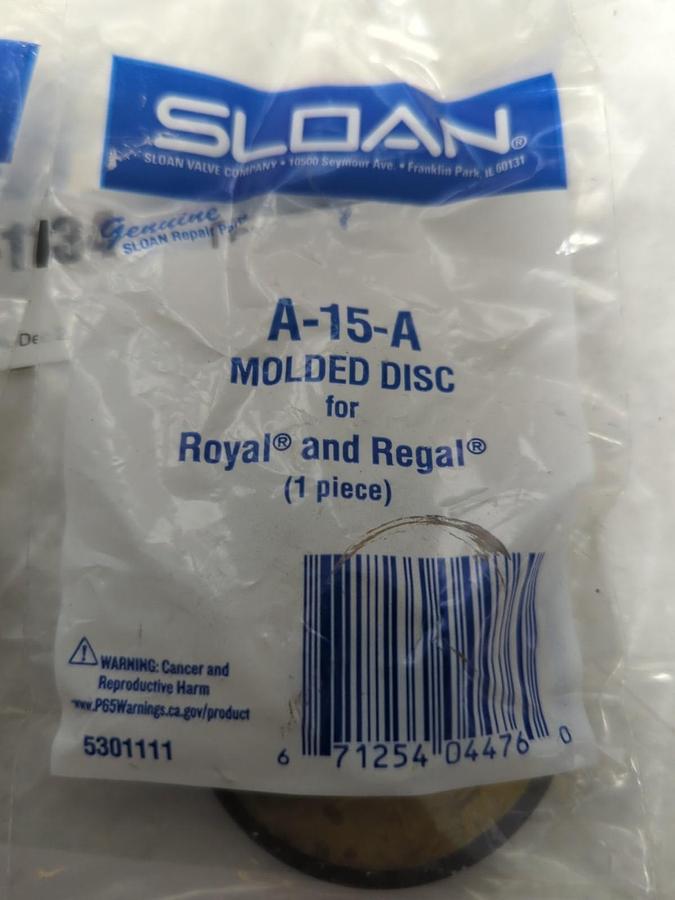 SLOAN®
SLOAN VALVE COMPANY • 10500 Seymour Ave. • Franklin Park, IL 60131
Genuine
SLOAN Repair Part
De
A-15-A
MOLDED DISC
for
Royal® and Regal®
(1 piece)
WARNING: Cancer and
Reproductive Harm
www.P65Warnings.ca.gov/product
5301111
6 71254 04476 0